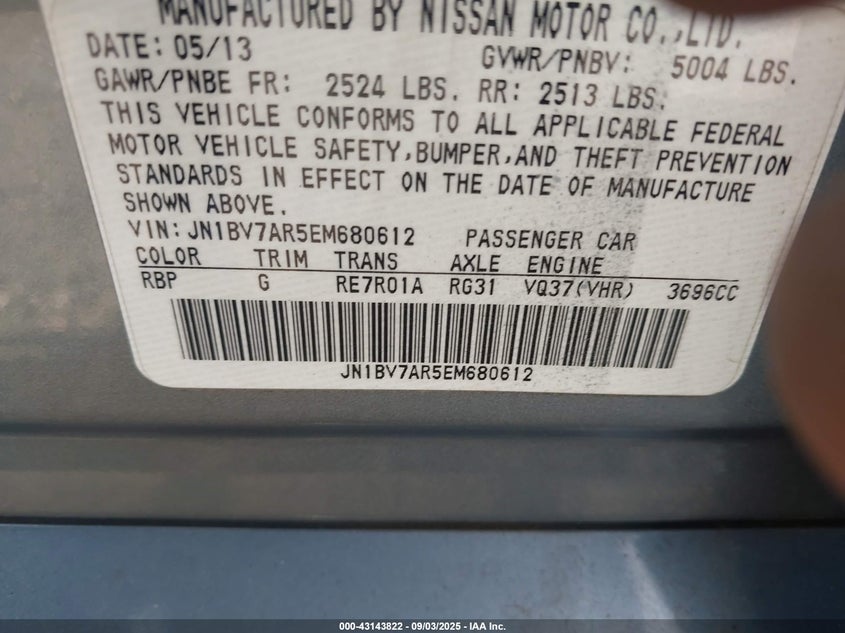 MANUFACTURED BY NISSAN MOTOR CO.,LTD.
DATE: 05/13 GVWR/PNBV: 5004 LBS.
GAWR/PNBE FR: 2524 LBS. RR: 2513 LBS.
THIS VEHICLE CONFORMS TO ALL APPLICABLE FEDERAL
MOTOR VEHICLE SAFETY,BUMPER,AND THEFT PREVENTION
STANDARDS IN EFFECT ON THE DATE OF MANUFACTURE
SHOWN ABOVE.
VIN: JN1BV7AR5EM680612 PASSENGER CAR
COLOR TRIM TRANS AXLE ENGINE
RBP G RE7R01A RG31 VQ37(VHR) 3696CC
JN1BV7AR5EM680612
000-43143822 - 09/03/2025 - IAA Inc.